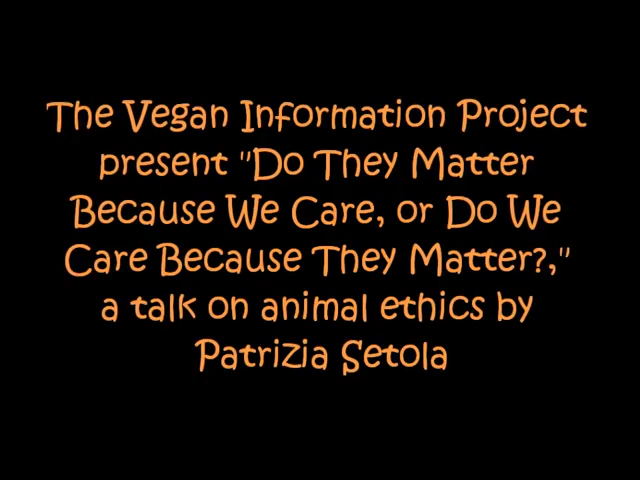 The Vegan Information Project
present "Do They Matter
Because We Care, or Do We
Care Because They Matter?,"
a talk on animal ethics by
Patrizia Setola